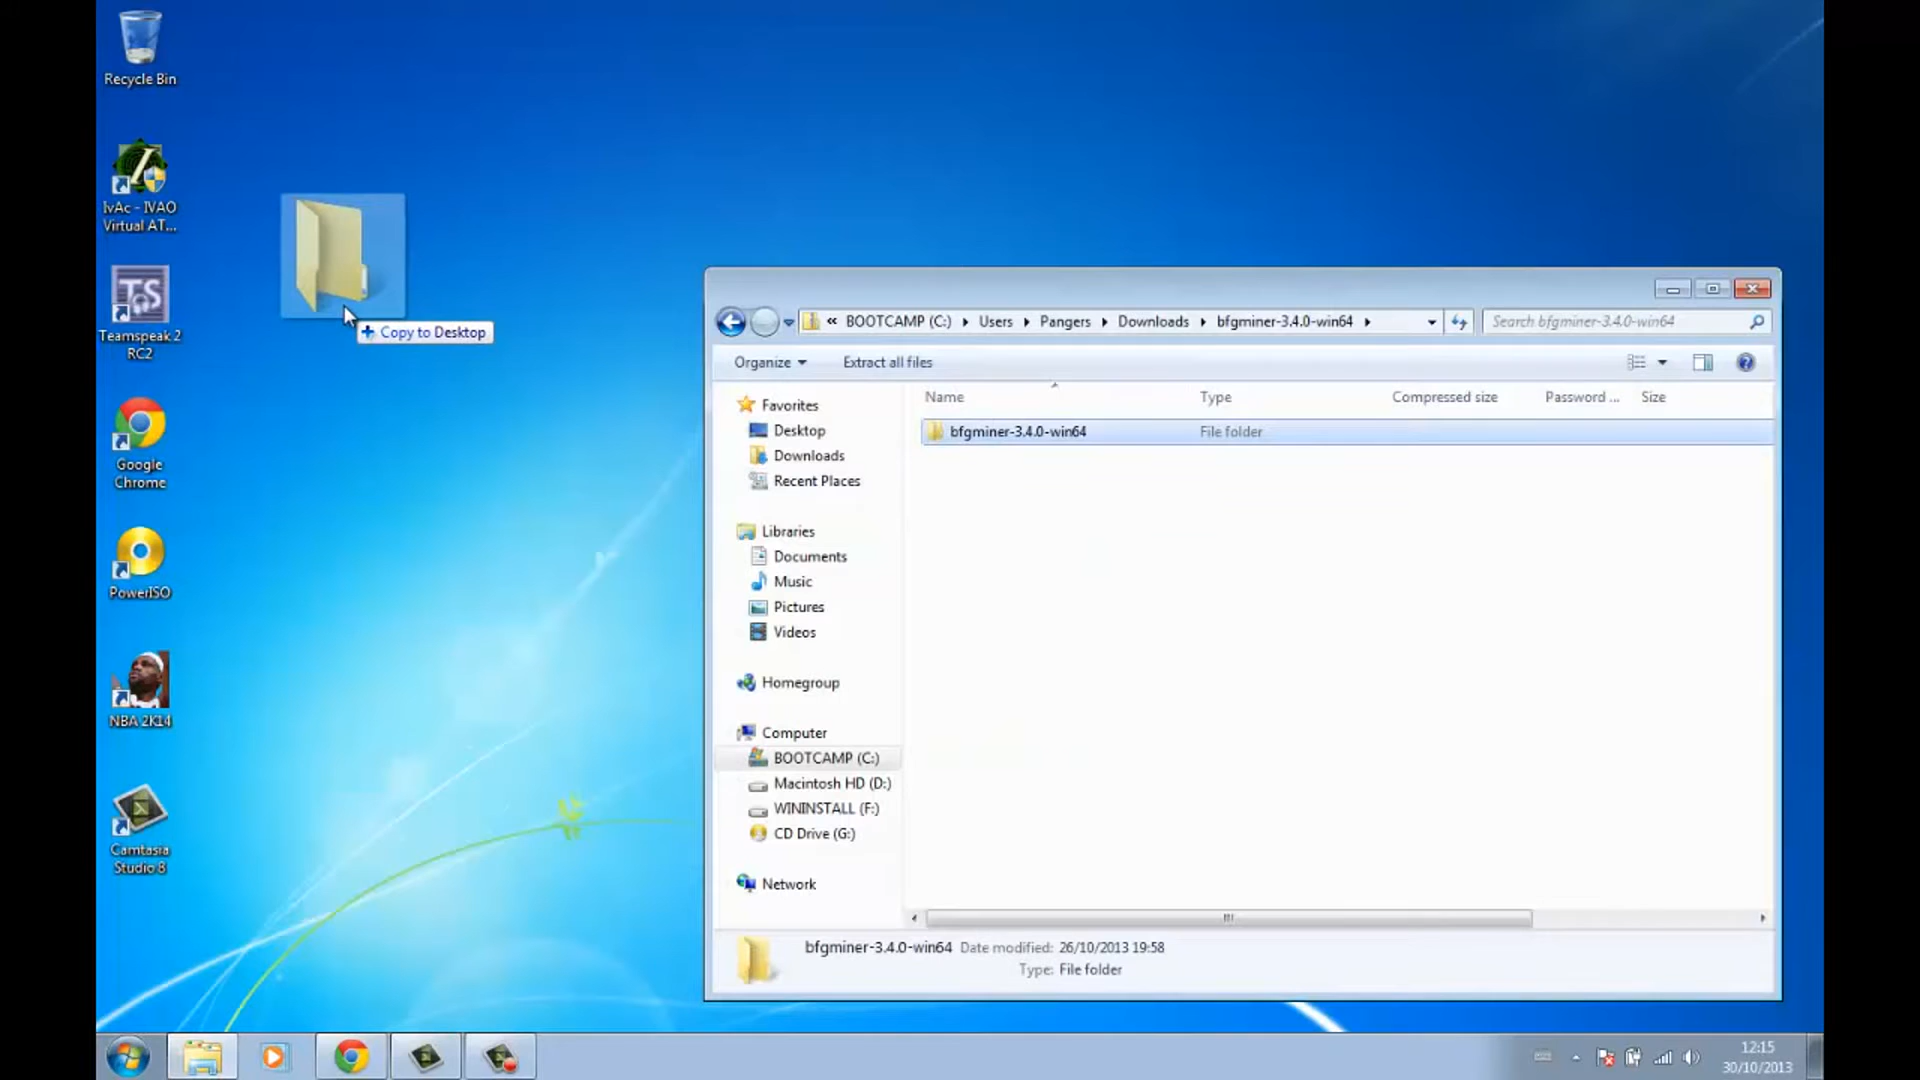 Recycle Bin
IvAc - IVAO
Virtual AT...
Teamspeak 2
RC2
Google
Chrome
PowerISO
NBA 2K14
Camtasia
Studio 8
Copy to Desktop
« BOOTCAMP (C:) Users Pangers Downloads bfgminer-3.4.0-win64
Search bfgminer-3.4.0-win64
Organize Extract all files
Name Type Compressed size Password ... Size
bfgminer-3.4.0-win64 File folder
Favorites
Desktop
Downloads
Recent Places
Libraries
Documents
Music
Pictures
Videos
Homegroup
Computer
BOOTCAMP (C:)
Macintosh HD (D:)
WININSTALL (F:)
CD Drive (G:)
Network
bfgminer-3.4.0-win64 Date modified: 26/10/2013 19:58
Type: File folder
12:15
30/10/2013